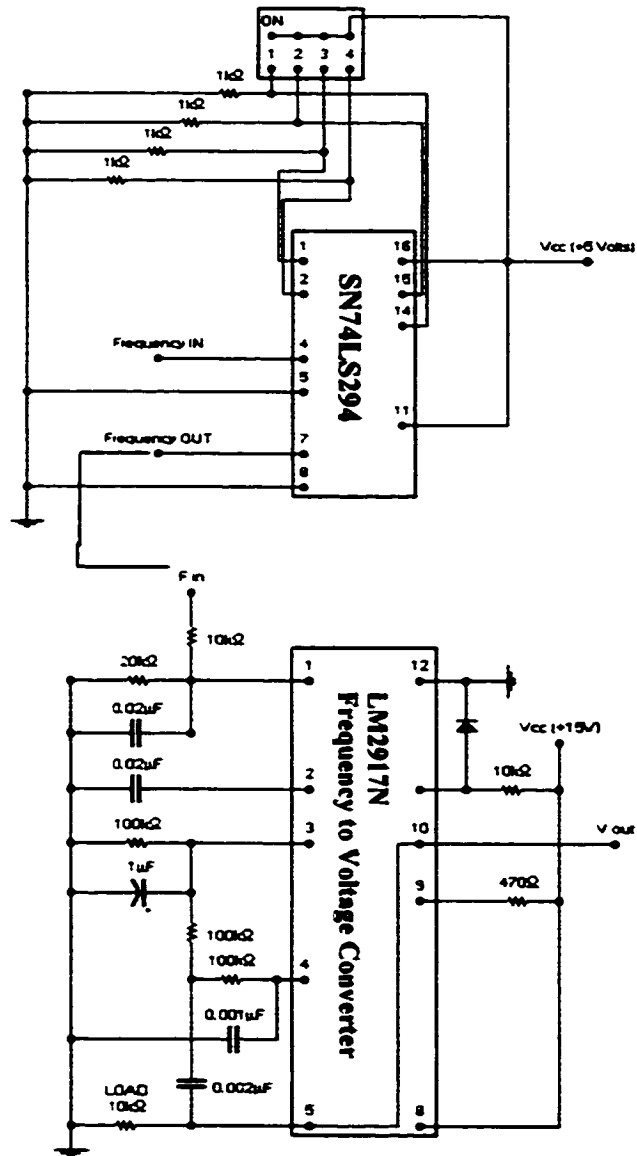 ON
1 2 3 4
1kΩ
1kΩ
1kΩ
1kΩ
1
2
4
5
7
8
16
15
14
11
SN74LS294
Vcc (+5 Volts)
Frequency IN
Frequency OUT
F in
10kΩ
20kΩ
0.02µF
0.02µF
100kΩ
1µF
100kΩ
100kΩ
0.001µF
0.002µF
LOAD
10kΩ
1
2
3
4
5
12
10
9
8
LM2917N
Frequency to Voltage Converter
Vcc (+15V)
10kΩ
V out
470Ω